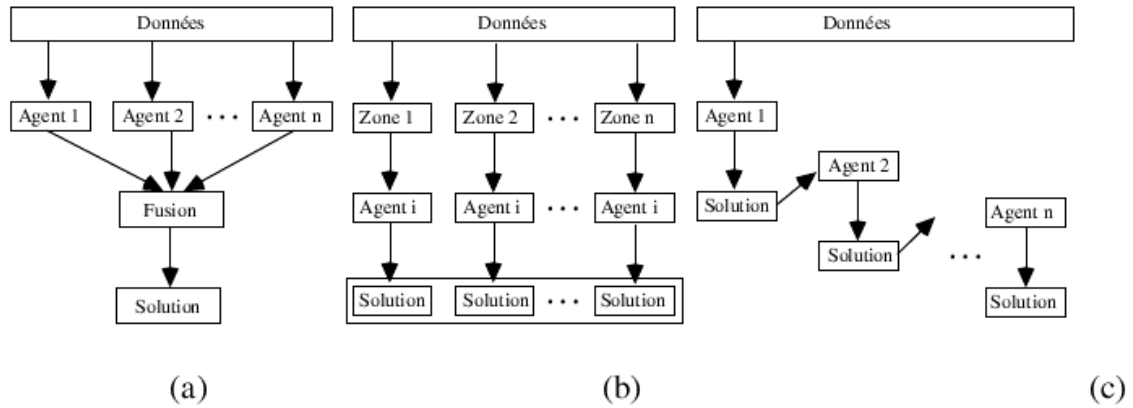 Données
Agent 1 Agent 2 ... Agent n
Fusion
Solution
(a)
Données
Zone 1 Zone 2 ... Zone n
Agent i Agent i ... Agent i
Solution Solution ... Solution
(b)
Données
Agent 1
Solution
Agent 2
Solution
...
Agent n
Solution
(c)